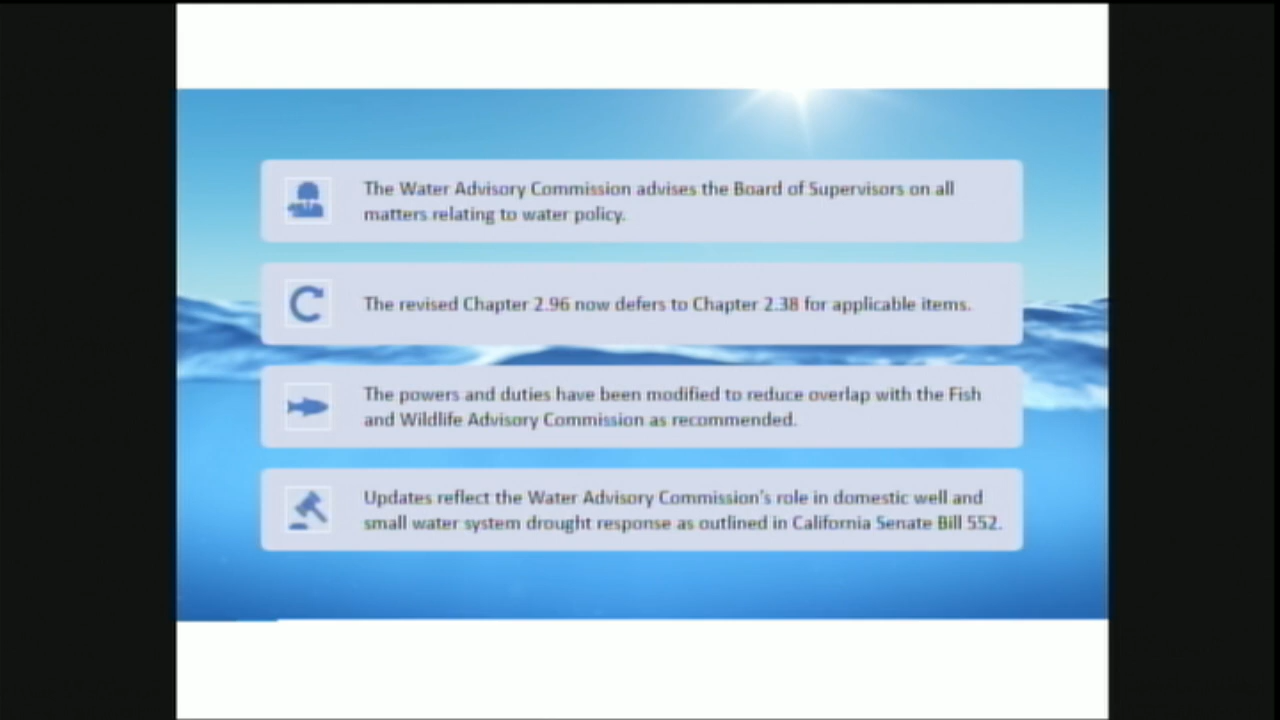 The Water Advisory Commission advises the Board of Supervisors on all
matters relating to water policy.
The revised Chapter 2.96 now defers to Chapter 2.38 for applicable items.
The powers and duties have been modified to reduce overlap with the Fish
and Wildlife Advisory Commission as recommended.
Updates reflect the Water Advisory Commission's role in domestic well and
small water system drought response as outlined in California Senate Bill 552.